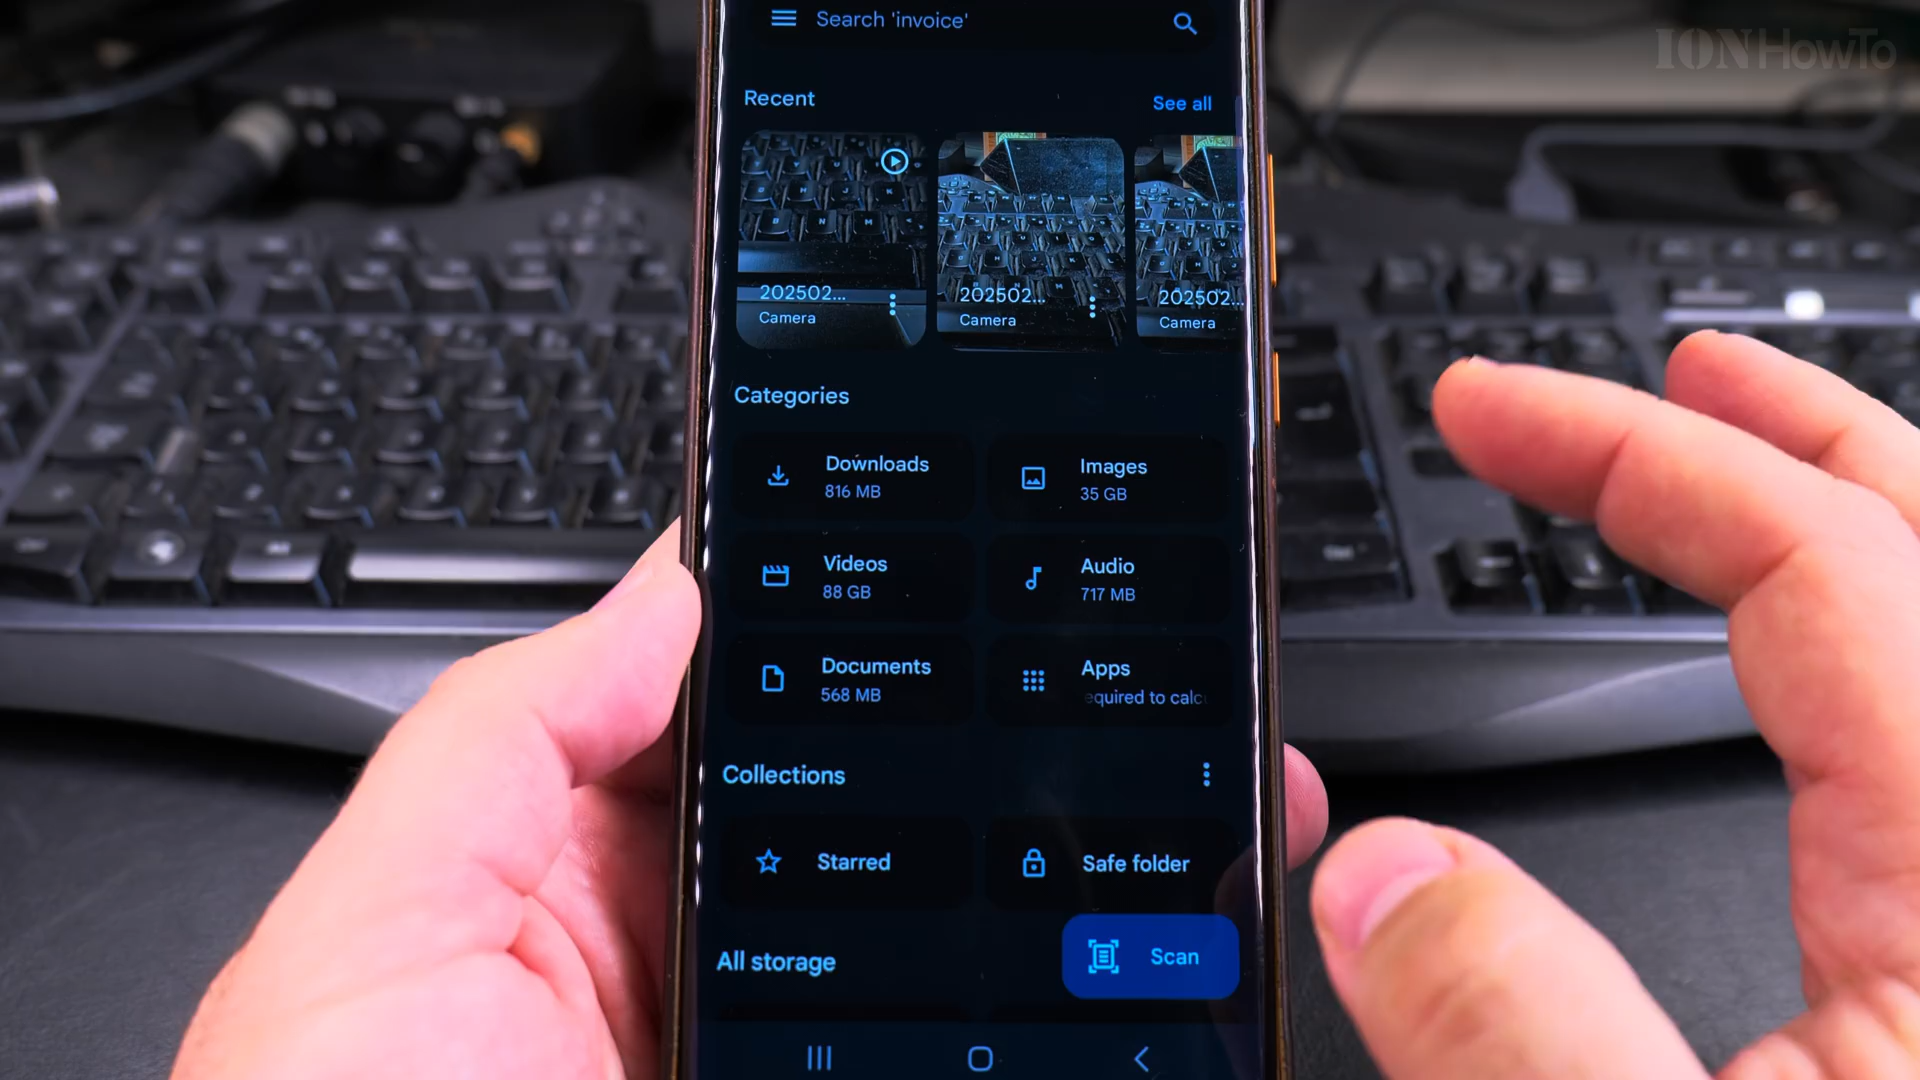 IONHowTo
Search 'invoice'
Recent
See all
202502...
Camera
202502...
Camera
202502...
Camera
Categories
Downloads
816 MB
Images
35 GB
Videos
88 GB
Audio
717 MB
Documents
568 MB
Apps
equired to calc
Collections
Starred
Safe folder
All storage
Scan